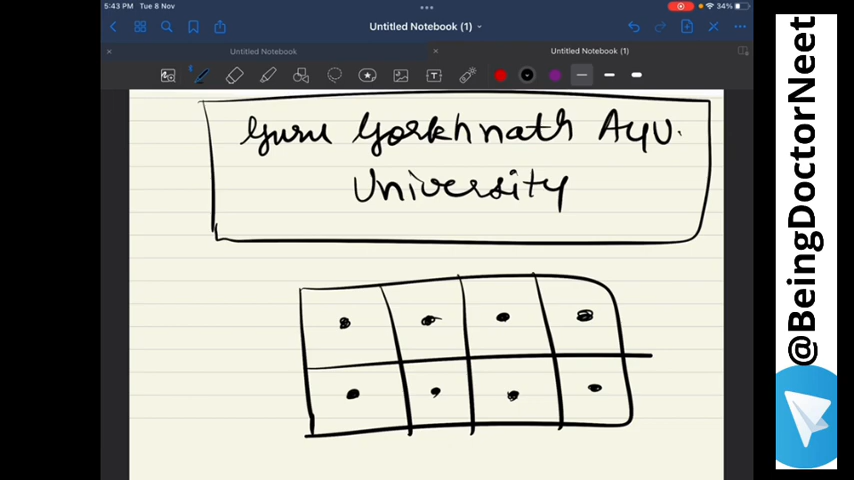 5:43 PM Tue 8 Nov
34%
Untitled Notebook (1)
Untitled Notebook
Untitled Notebook (1)
T
Guru Gorkhnath Ayu.
University
@BeingDoctorNeet